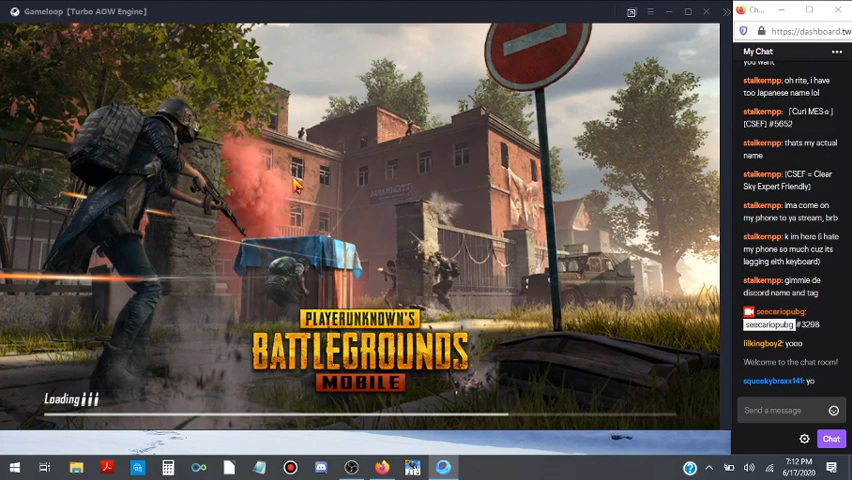 Gameloop [Turbo AOW Engine]
PLAYERUNKNOWN'S
BATTLEGROUNDS
MOBILE
Loading
Ch...
https://dashboard.tw
My Chat
you want
stalkernpp: oh rite, i have
too Japanese name lol
stalkernpp: 「Curl MES☆」
[CSEF] #5652
stalkernpp: thats my actual
name
stalkernpp: [CSEF = Clear
Sky Expert Friendly]
stalkernpp: ima come on
my phone to ya stream, brb
stalkernpp: k im here (i hate
my phone so much cuz its
lagging eith keyboard)
stalkernpp: gimmie de
discord name and tag
seecariopubg:
seecariopubg #3298
lilkingboy2: yooo
Welcome to the chat room!
squeekybraxx141: yo
Send a message
Chat
7:12 PM
6/17/2020